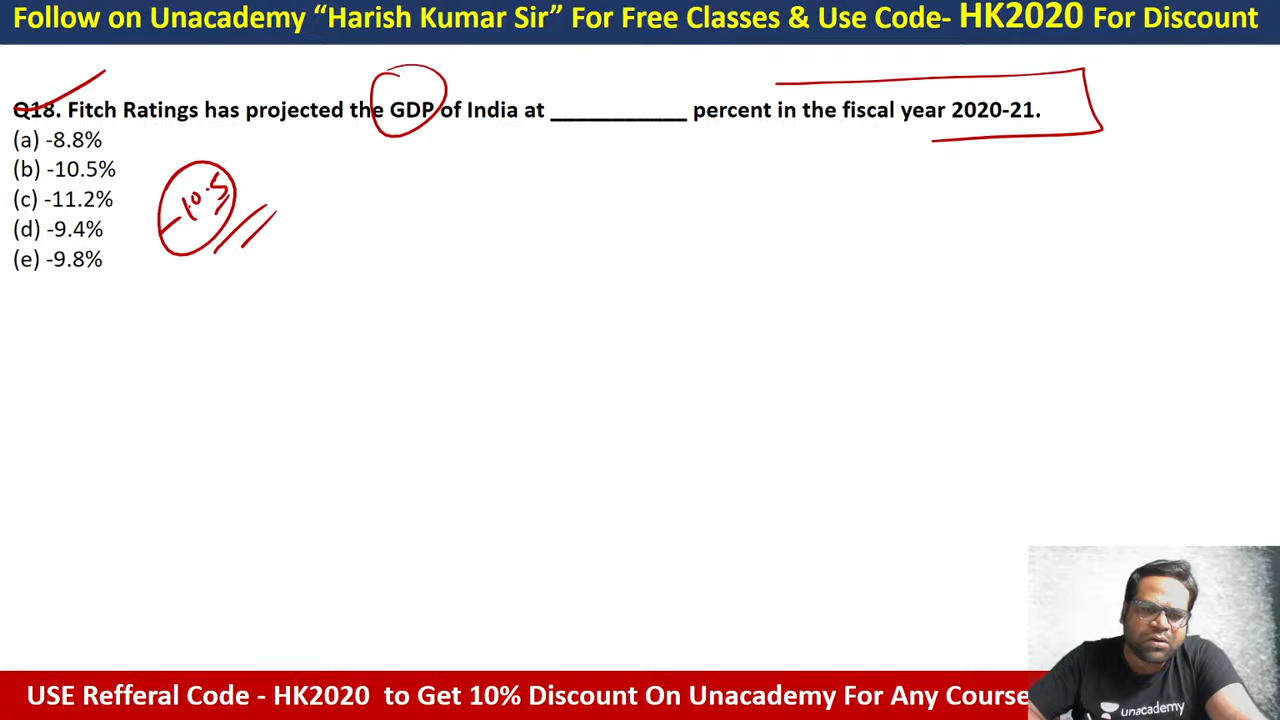 Follow on Unacademy “Harish Kumar Sir” For Free Classes & Use Code- HK2020 For Discount
Q18. Fitch Ratings has projected the GDP of India at ___________ percent in the fiscal year 2020-21.
(a) -8.8%
(b) -10.5%
(c) -11.2%
(d) -9.4%
(e) -9.8%
-10.5
USE Refferal Code - HK2020 to Get 10% Discount On Unacademy For Any Course
unacademy